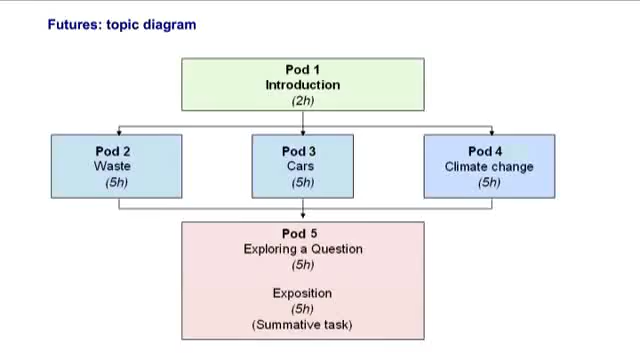 Futures: topic diagram
Pod 1
Introduction
(2h)
Pod 2
Waste
(5h)
Pod 3
Cars
(5h)
Pod 4
Climate change
(5h)
Pod 5
Exploring a Question
(5h)
Exposition
(5h)
(Summative task)